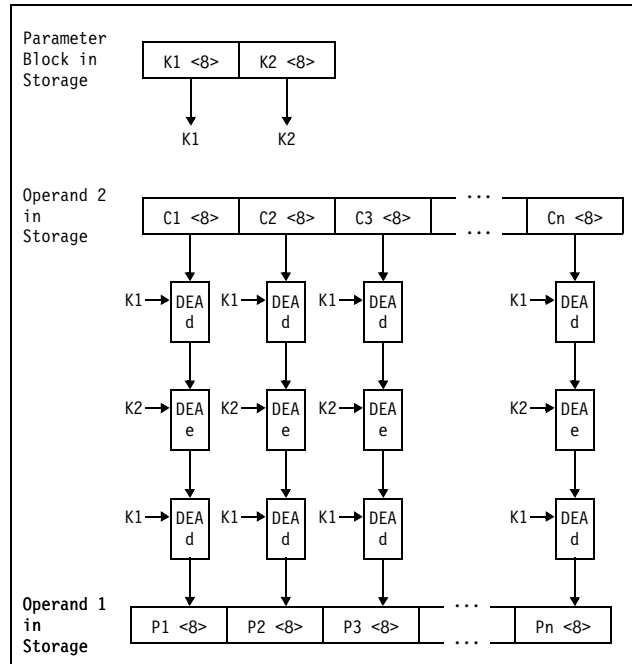 Parameter
Block in
Storage
K1 <8> K2 <8>
K1 K2
Operand 2
in
Storage
C1 <8> C2 <8> C3 <8> ... ... Cn <8>
K1 DEA d K1 DEA d K1 DEA d K1 DEA d
K2 DEA e K2 DEA e K2 DEA e K2 DEA e
K1 DEA d K1 DEA d K1 DEA d K1 DEA d
Operand 1
in
Storage
P1 <8> P2 <8> P3 <8> ... ... Pn <8>